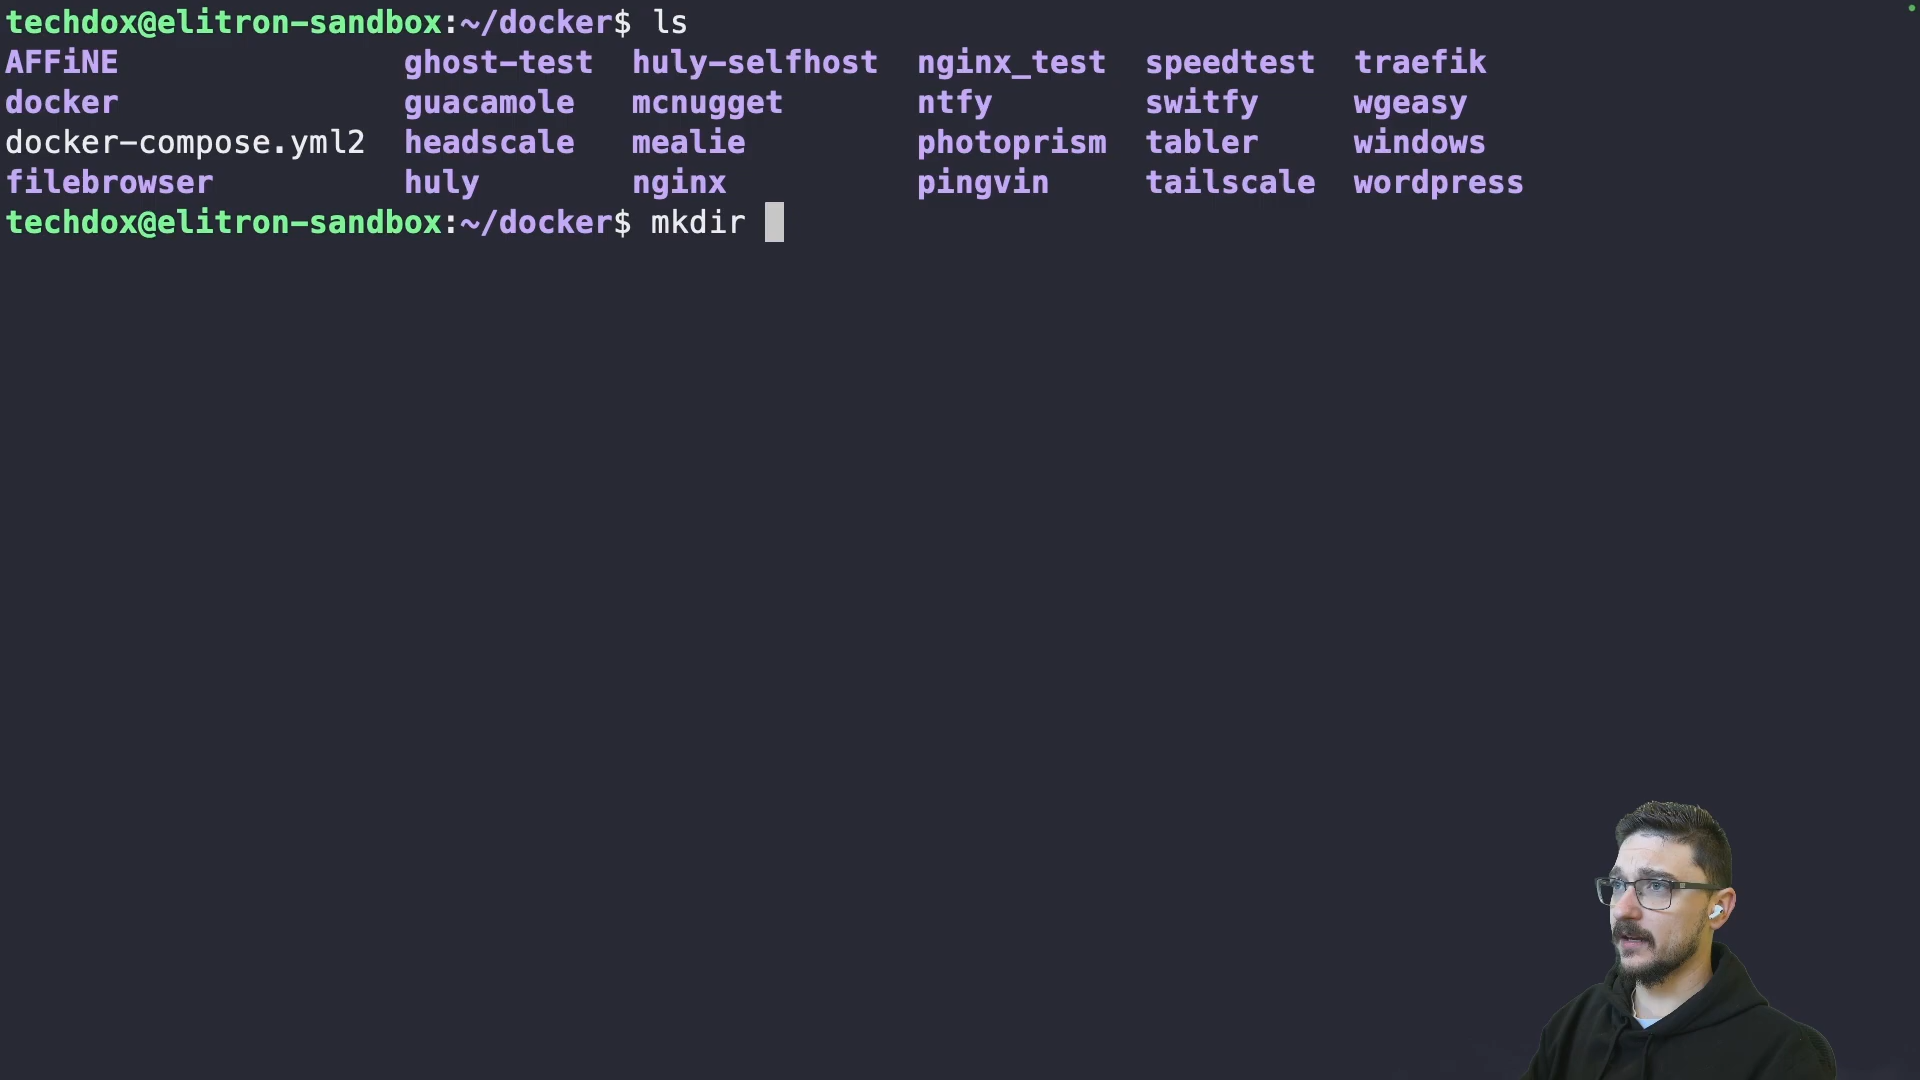 techdox@elitron-sandbox:~/docker$ ls
AFFiNE ghost-test huly-selfhost nginx_test speedtest traefik
docker guacamole mcnugget ntfy switfy wgeasy
docker-compose.yml2 headscale mealie photoprism tabler windows
filebrowser huly nginx pingvin tailscale wordpress
techdox@elitron-sandbox:~/docker$ mkdir